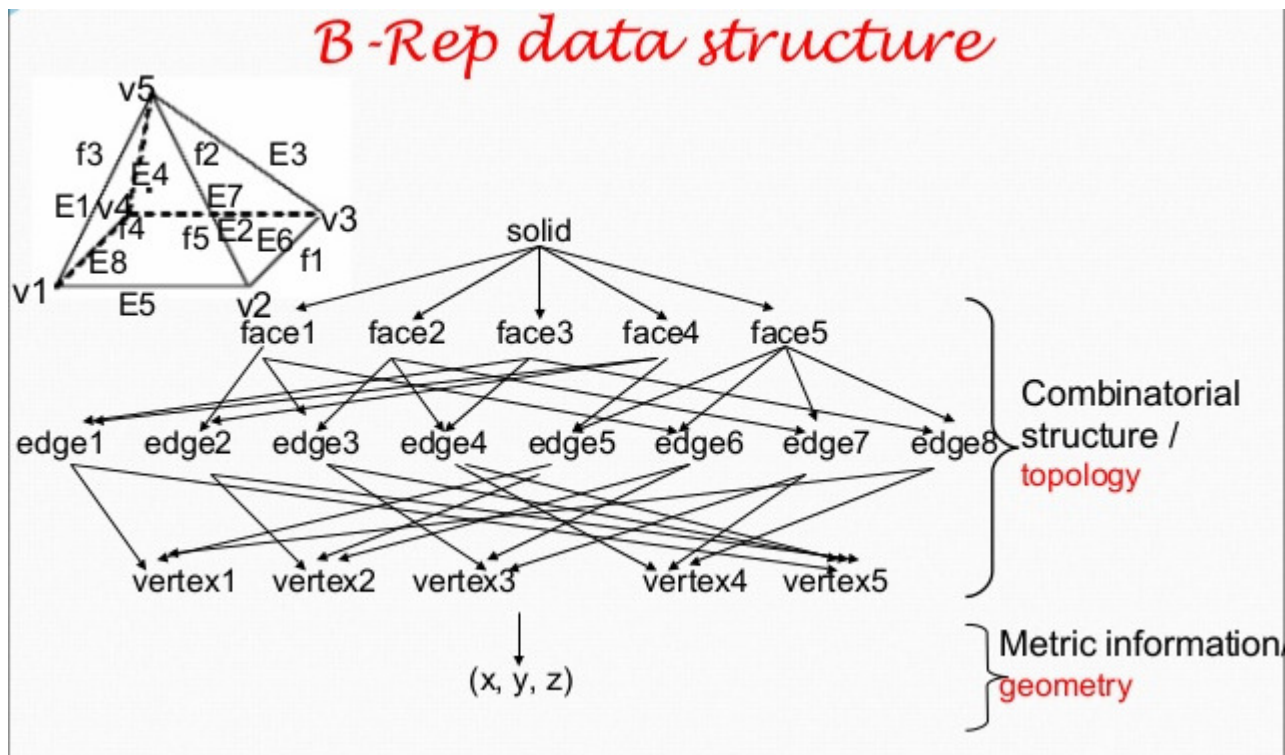 B-Rep data structure
v5
f3 f2 E3
E4
E1 v4 E7 v3
f4 f5 E2 E6 f1
E8
v1 E5 v2
solid
face1 face2 face3 face4 face5
edge1 edge2 edge3 edge4 edge5 edge6 edge7 edge8
vertex1 vertex2 vertex3 vertex4 vertex5
(x, y, z)
Combinatorial
structure /
topology
Metric information/
geometry